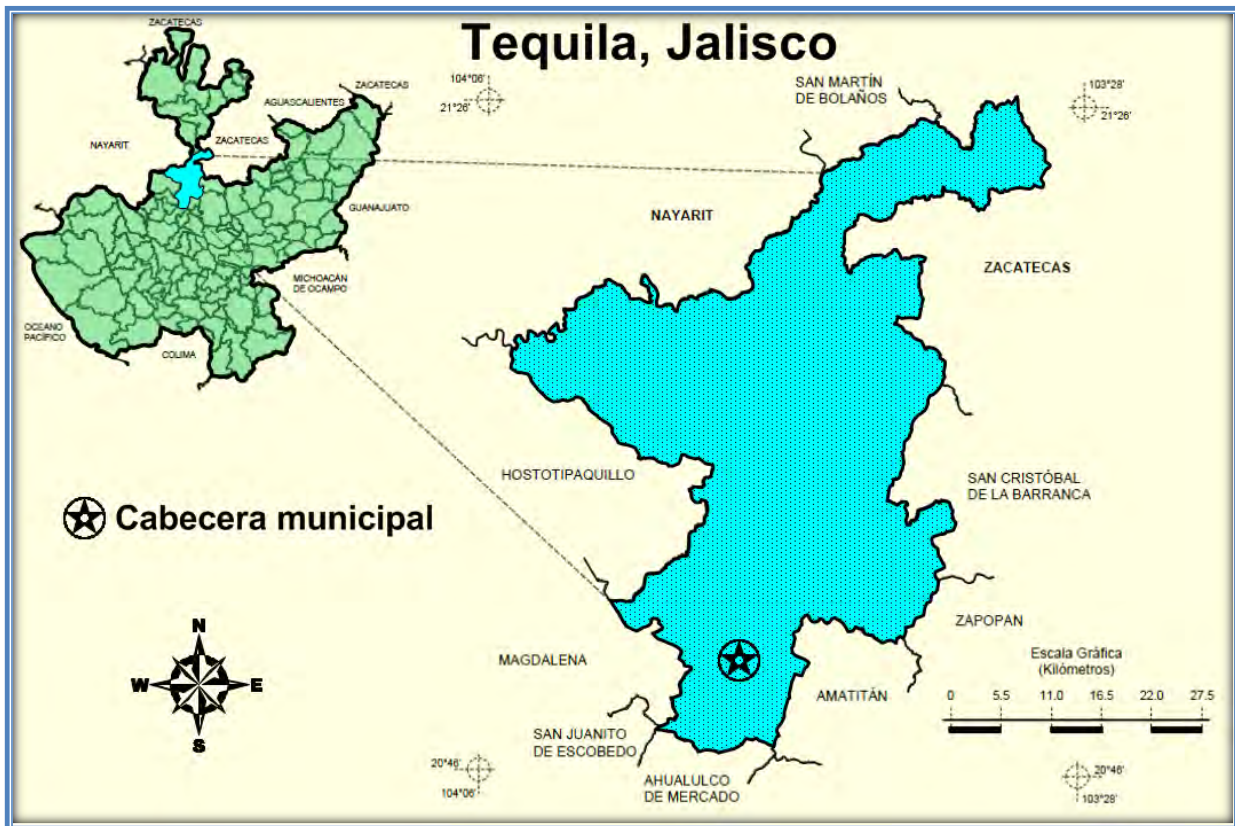 Tequila, Jalisco
ZACATECAS
ZACATECAS
AGUASCALIENTES
NAYARIT
ZACATECAS
GUANAJUATO
MICHOACÁN
DE OCAMPO
OCEANO
PACÍFICO
COLIMA
104°06'
21°26'
SAN MARTÍN
DE BOLAÑOS
103°28'
21°26'
NAYARIT
ZACATECAS
HOSTOTIPAQUILLO
SAN CRISTÓBAL
DE LA BARRANCA
Cabecera municipal
N
W
E
S
MAGDALENA
ZAPOPAN
AMATITÁN
SAN JUANITO
DE ESCOBEDO
AHUALULCO
DE MERCADO
Escala Gráfica
(Kilómetros)
0 5.5 11.0 16.5 22.0 27.5
20°46'
104°06'
20°46'
103°28'